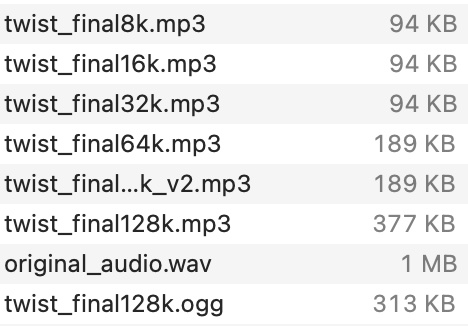 twist_final8k.mp3 94 KB
twist_final16k.mp3 94 KB
twist_final32k.mp3 94 KB
twist_final64k.mp3 189 KB
twist_final...k_v2.mp3 189 KB
twist_final128k.mp3 377 KB
original_audio.wav 1 MB
twist_final128k.ogg 313 KB